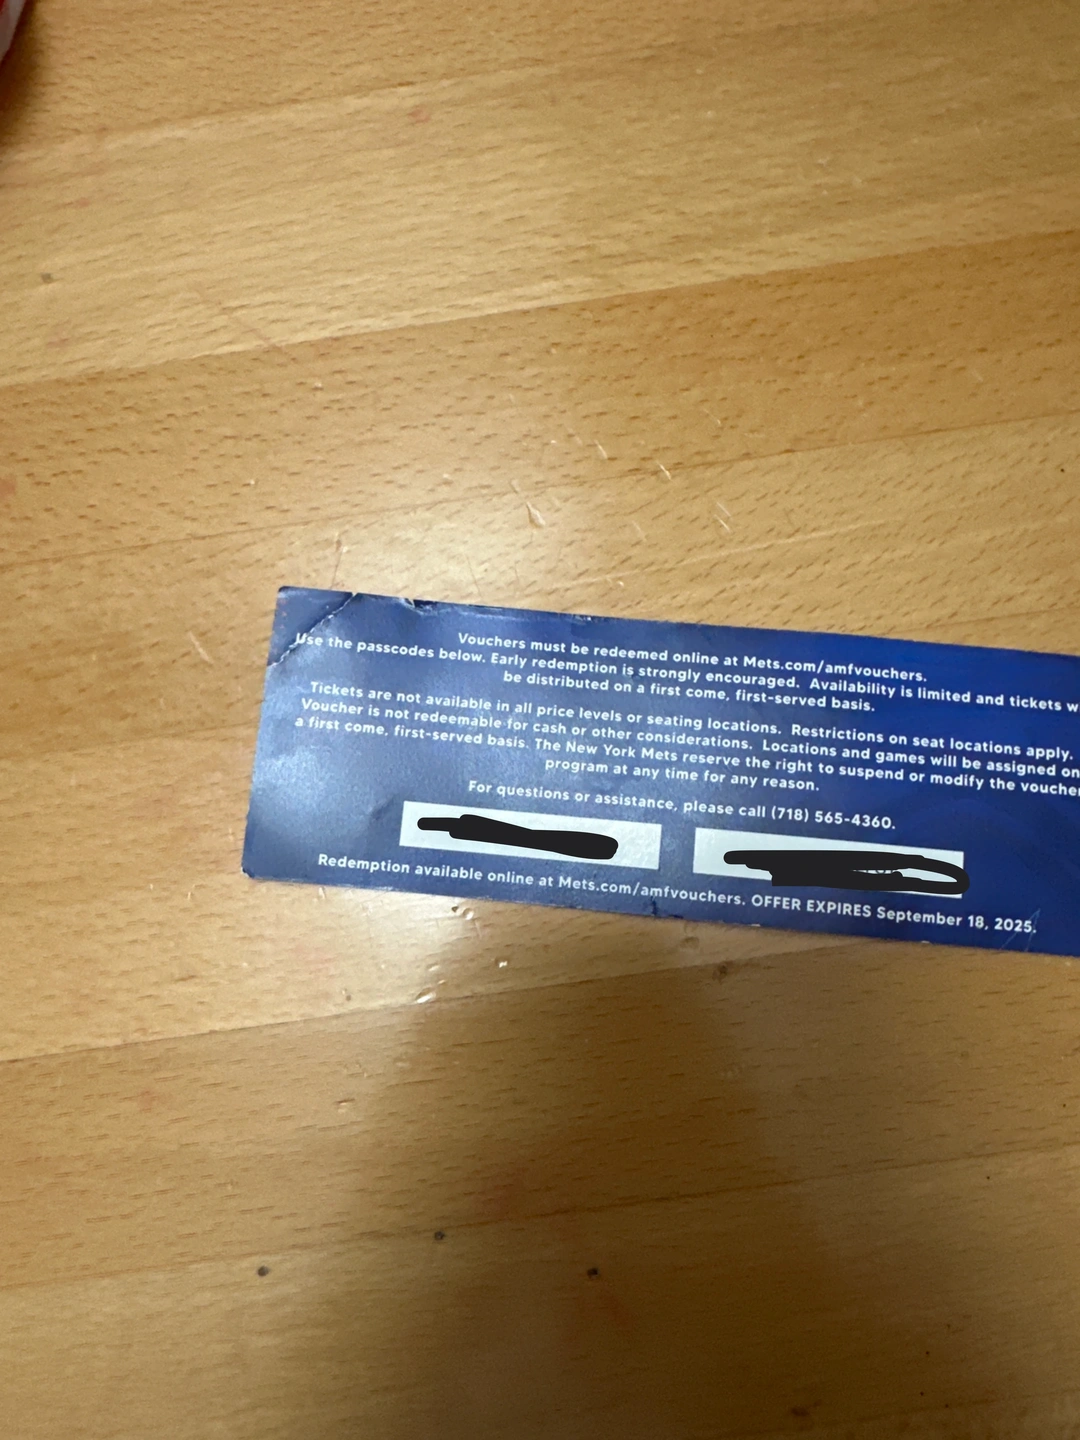 Vouchers must be redeemed online at Mets.com/amfvouchers.
Use the passcodes below. Early redemption is strongly encouraged. Availability is limited and tickets
be distributed on a first come, first-served basis.
Tickets are not available in all price levels or seating locations. Restrictions on seat locations apply.
Voucher is not redeemable for cash or other considerations. Locations and games will be assigned on
a first come, first-served basis. The New York Mets reserve the right to suspend or modify the voucher
program at any time for any reason.
For questions or assistance, please call (718) 565-4360.
Redemption available online at Mets.com/amfvouchers. OFFER EXPIRES September 18, 2025.